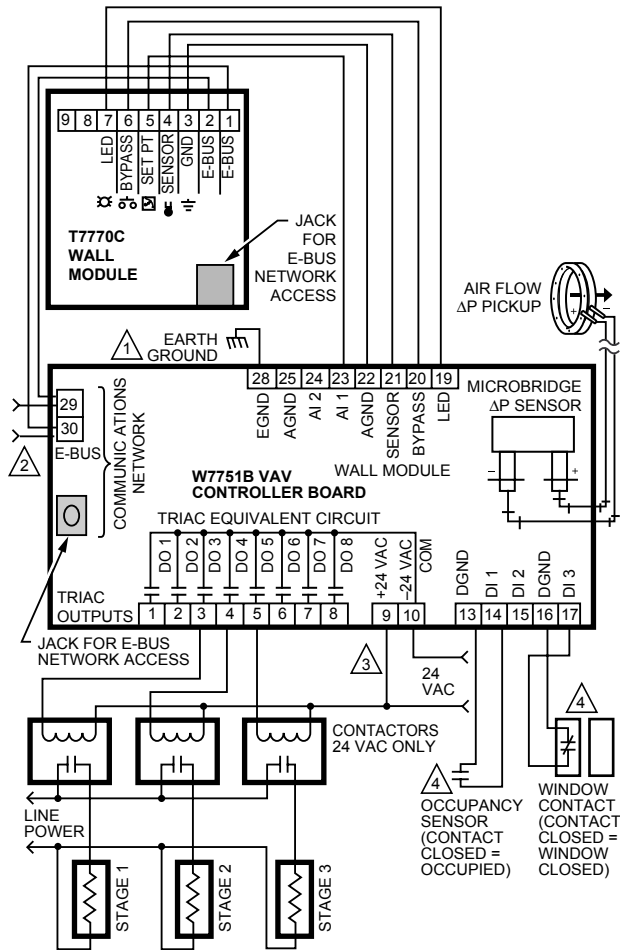 9 8 7 6 5 4 3 2 1
LED
BYPASS
SET PT
SENSOR
GND
E-BUS
E-BUS
T7770C
WALL
MODULE
JACK
FOR
E-BUS
NETWORK
ACCESS
AIR FLOW
ΔP PICKUP
+ –
1
EARTH
GROUND
28 25 24 23 22 21 20 19
EGND
AGND
AI 2
AI 1
AGND
SENSOR
BYPASS
LED
WALL MODULE
MICROBRIDGE
ΔP SENSOR
– +
29
30
E-BUS
COMMUNICATIONS
NETWORK
2
W7751B VAV
CONTROLLER BOARD
TRIAC EQUIVALENT CIRCUIT
DO 1
DO 2
DO 3
DO 4
DO 5
DO 6
DO 7
DO 8
+24 VAC
–24 VAC
COM
DGND
DI 1
DI 2
DGND
DI 3
TRIAC
OUTPUTS
1 2 3 4 5 6 7 8 9 10 13 14 15 16 17
JACK FOR E-BUS
NETWORK ACCESS
3
24
VAC
CONTACTORS
24 VAC ONLY
4
4
OCCUPANCY
SENSOR
(CONTACT
CLOSED =
OCCUPIED)
WINDOW
CONTACT
(CONTACT
CLOSED =
WINDOW
CLOSED)
LINE
POWER
STAGE 1
STAGE 2
STAGE 3